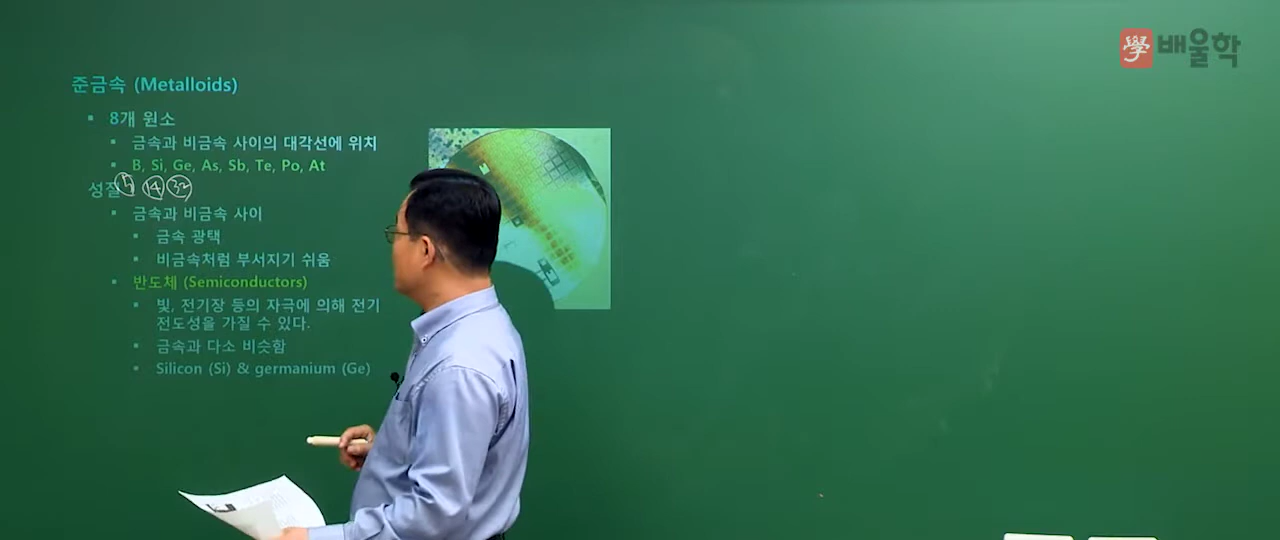 學 배울학
준금속 (Metalloids)
8개 원소
금속과 비금속 사이의 대각선에 위치
B, Si, Ge, As, Sb, Te, Po, At
성질 5 14 32
금속과 비금속 사이
금속 광택
비금속처럼 부서지기 쉬움
반도체 (Semiconductors)
빛, 전기장 등의 자극에 의해 전기
전도성을 가질 수 있다.
금속과 다소 비슷함
Silicon (Si) & germanium (Ge)